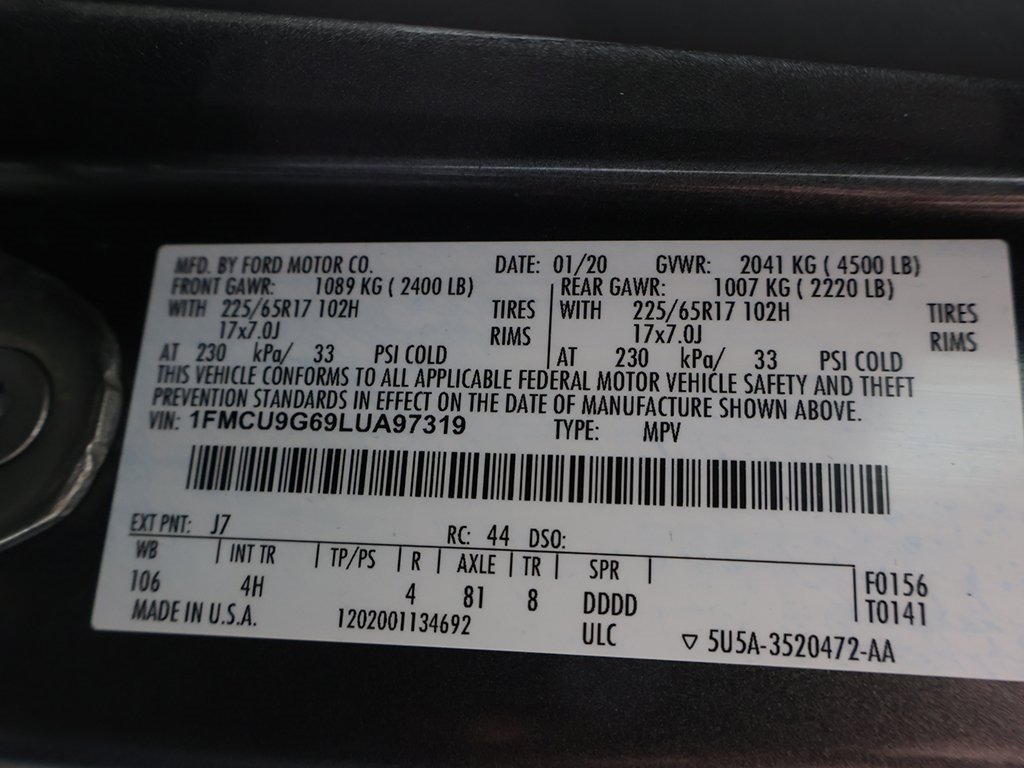 MFD. BY FORD MOTOR CO. DATE: 01/20 GVWR: 2041 KG ( 4500 LB)
FRONT GAWR: 1089 KG ( 2400 LB) REAR GAWR: 1007 KG ( 2220 LB)
WITH 225/65R17 102H TIRES WITH 225/65R17 102H TIRES
17x7.0J RIMS 17x7.0J RIMS
AT 230 kPa/ 33 PSI COLD AT 230 kPa/ 33 PSI COLD
THIS VEHICLE CONFORMS TO ALL APPLICABLE FEDERAL MOTOR VEHICLE SAFETY AND THEFT
PREVENTION STANDARDS IN EFFECT ON THE DATE OF MANUFACTURE SHOWN ABOVE.
VIN: 1FMCU9G69LUA97319 TYPE: MPV
EXT PNT: J7 RC: 44 DSO:
WB INT TR TP/PS R AXLE TR SPR
106 4H 4 81 8 DDDD F0156
MADE IN U.S.A. 1202001134692 ULC T0141
▽ 5U5A-3520472-AA